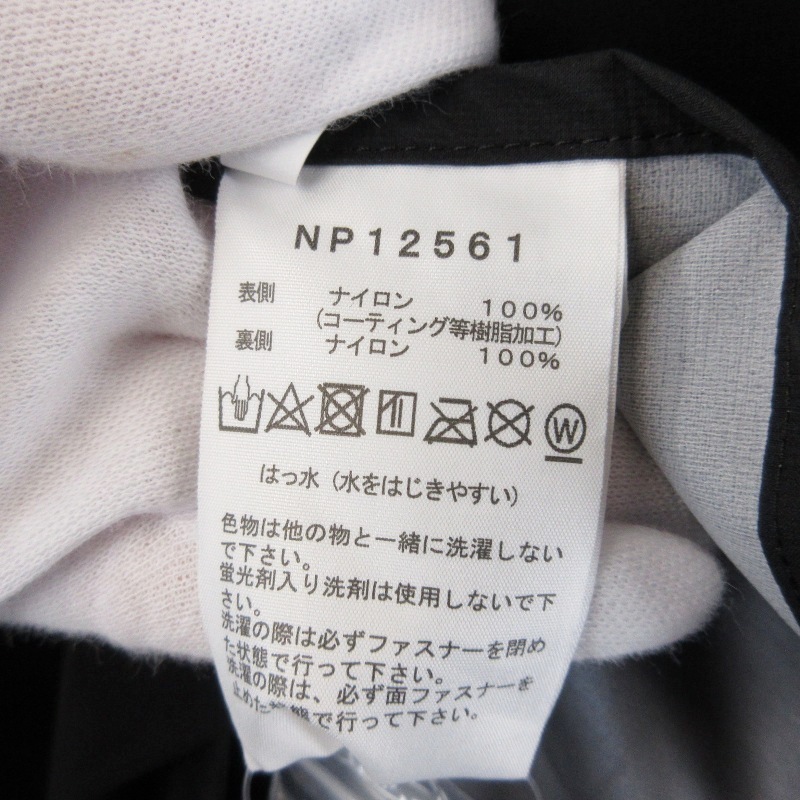 NP12561
表側 ナイロン 100%
(コーティング等樹脂加工)
裏側 ナイロン 100%
W
はっ水(水をはじきやすい)
色物は他の物と一緒に洗濯しない
で下さい。
蛍光剤入り洗剤は使用しないで下
さい。
洗濯の際は必ずファスナーを閉め
た状態で行って下さい。
洗濯の際は、必ず面ファスナーを
止めた状態で行って下さい。